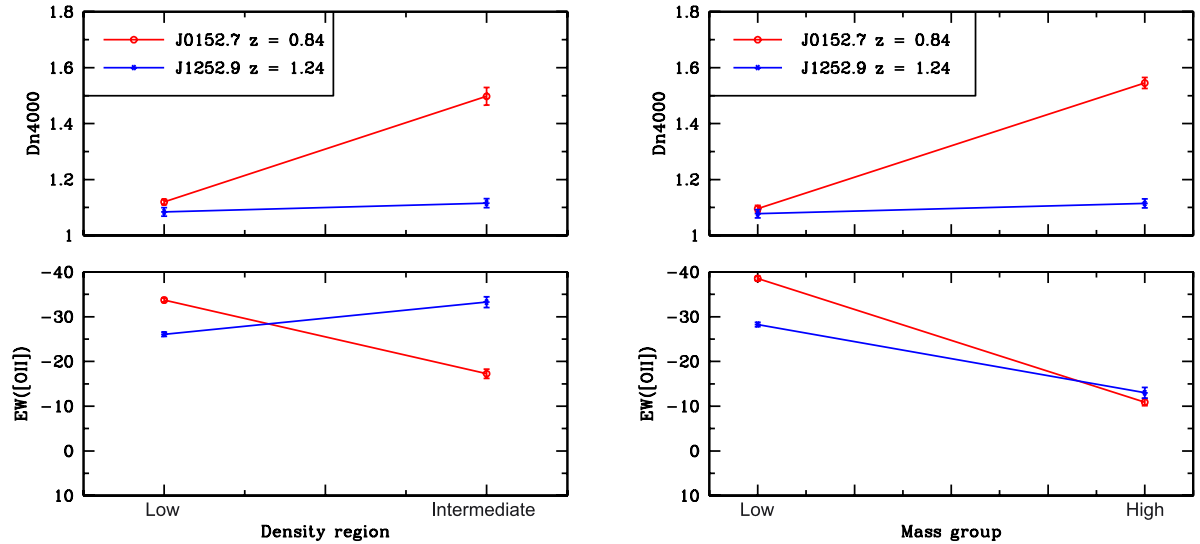 1.8
1.6
1.4
1.2
1
Dn4000
J0152.7 z = 0.84
J1252.9 z = 1.24
1.8
1.6
1.4
1.2
1
Dn4000
J0152.7 z = 0.84
J1252.9 z = 1.24
−40
−30
−20
−10
0
10
EW([OII])
Low
Intermediate
Density region
−40
−30
−20
−10
0
10
EW([OII])
Low
High
Mass group